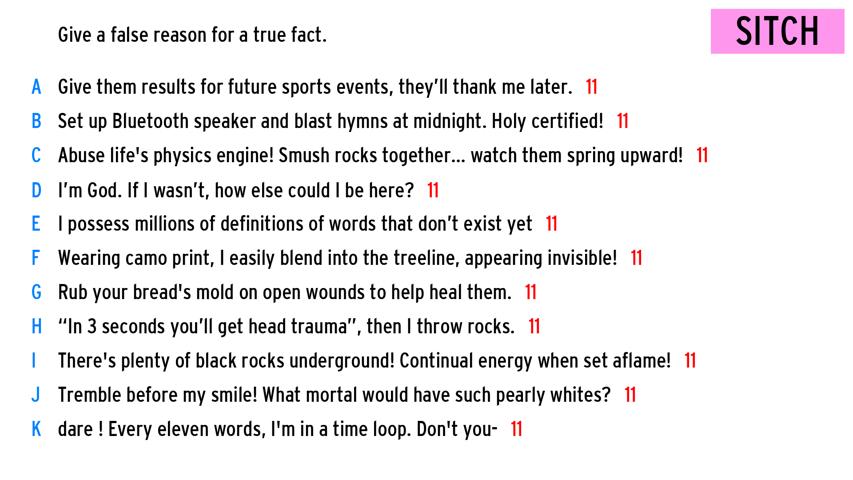 Give a false reason for a true fact.
SITCH
A Give them results for future sports events, they’ll thank me later. 11
B Set up Bluetooth speaker and blast hymns at midnight. Holy certified! 11
C Abuse life's physics engine! Smush rocks together... watch them spring upward! 11
D I’m God. If I wasn’t, how else could I be here? 11
E I possess millions of definitions of words that don’t exist yet 11
F Wearing camo print, I easily blend into the treeline, appearing invisible! 11
G Rub your bread's mold on open wounds to help heal them. 11
H “In 3 seconds you’ll get head trauma”, then I throw rocks. 11
I There's plenty of black rocks underground! Continual energy when set aflame! 11
J Tremble before my smile! What mortal would have such pearly whites? 11
K dare ! Every eleven words, I'm in a time loop. Don't you- 11